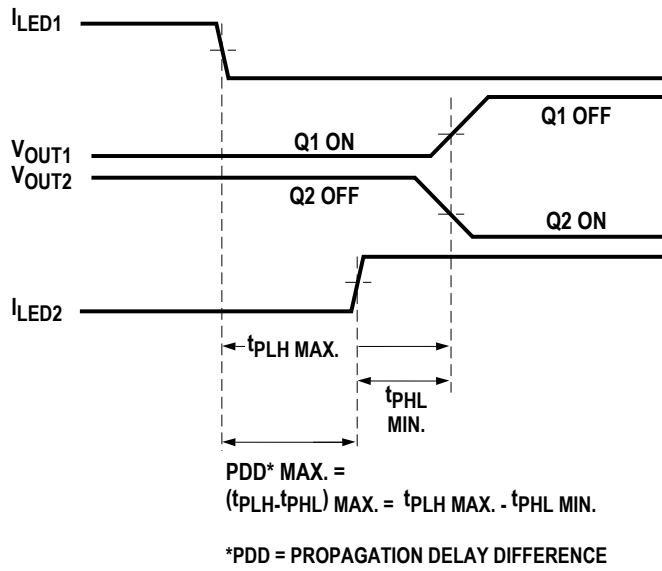 ILED1
Q1 OFF
Q1 ON
VOUT1
VOUT2
Q2 OFF
Q2 ON
ILED2
tPLH MAX.
tPHL
MIN.
PDD* MAX. =
(tPLH-tPHL) MAX. = tPLH MAX. - tPHL MIN.
*PDD = PROPAGATION DELAY DIFFERENCE